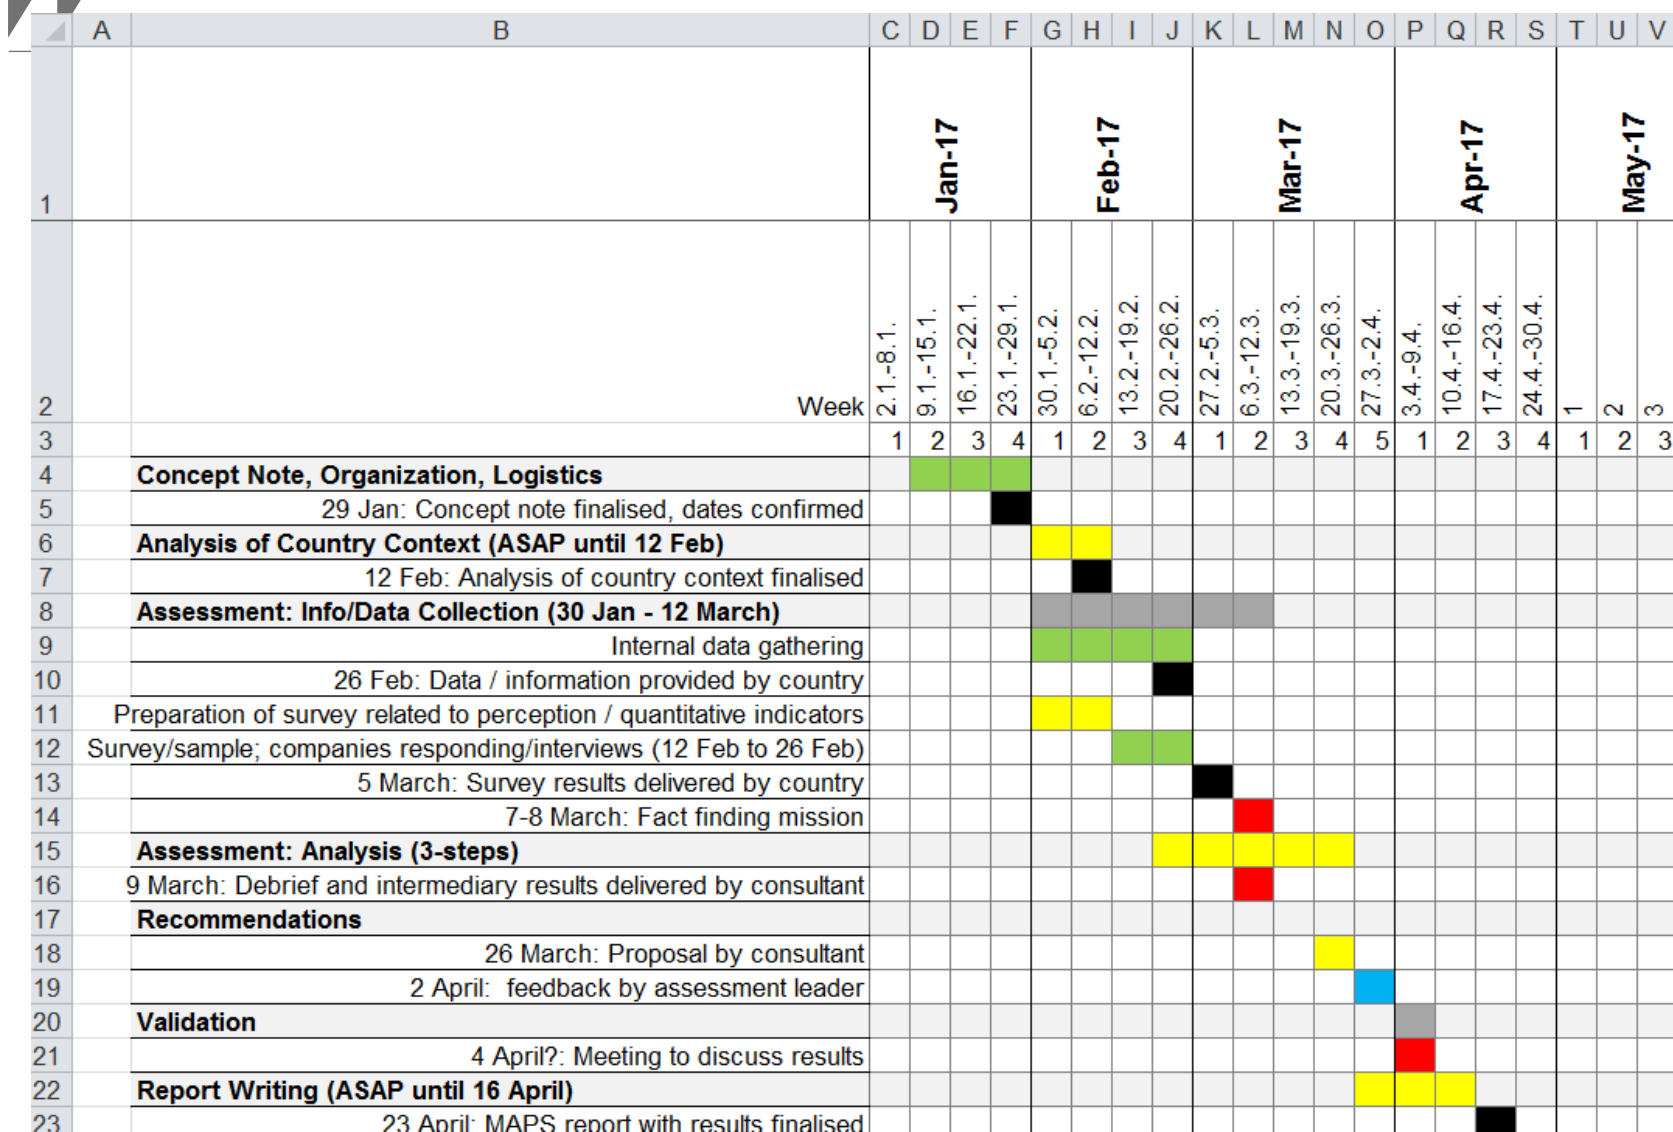 A B C D E F G H I J K L M N O P Q R S T U V
1 Jan-17 Feb-17 Mar-17 Apr-17 May-17
2 Week 2.1.-8.1. 9.1.-15.1. 16.1.-22.1. 23.1.-29.1. 30.1.-5.2. 6.2.-12.2. 13.2.-19.2. 20.2.-26.2. 27.2.-5.3. 6.3.-12.3. 13.3.-19.3. 20.3.-26.3. 27.3.-2.4. 3.4.-9.4. 10.4.-16.4. 17.4.-23.4. 24.4.-30.4. 1 2 3
3 1 2 3 4 1 2 3 4 1 2 3 4 5 1 2 3 4 1 2 3
4 Concept Note, Organization, Logistics
5 29 Jan: Concept note finalised, dates confirmed
6 Analysis of Country Context (ASAP until 12 Feb)
7 12 Feb: Analysis of country context finalised
8 Assessment: Info/Data Collection (30 Jan - 12 March)
9 Internal data gathering
10 26 Feb: Data / information provided by country
11 Preparation of survey related to perception / quantitative indicators
12 Survey/sample; companies responding/interviews (12 Feb to 26 Feb)
13 5 March: Survey results delivered by country
14 7-8 March: Fact finding mission
15 Assessment: Analysis (3-steps)
16 9 March: Debrief and intermediary results delivered by consultant
17 Recommendations
18 26 March: Proposal by consultant
19 2 April: feedback by assessment leader
20 Validation
21 4 April?: Meeting to discuss results
22 Report Writing (ASAP until 16 April)
23 23 April: MAPS report with results finalised